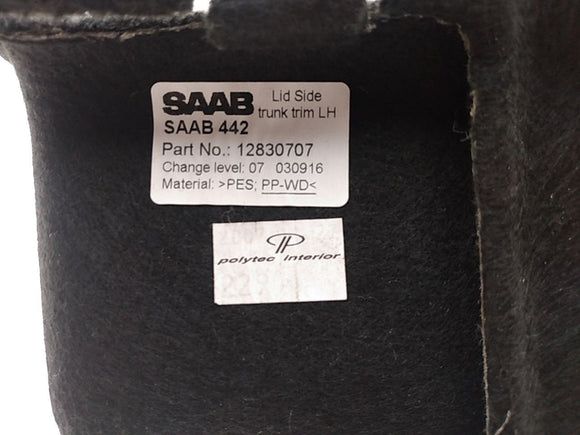 SAAB
Lid Side
trunk trim LH
SAAB 442
Part No.: 12830707
Change level: 07 030916
Material: >PES; PP-WD<
polytec interior